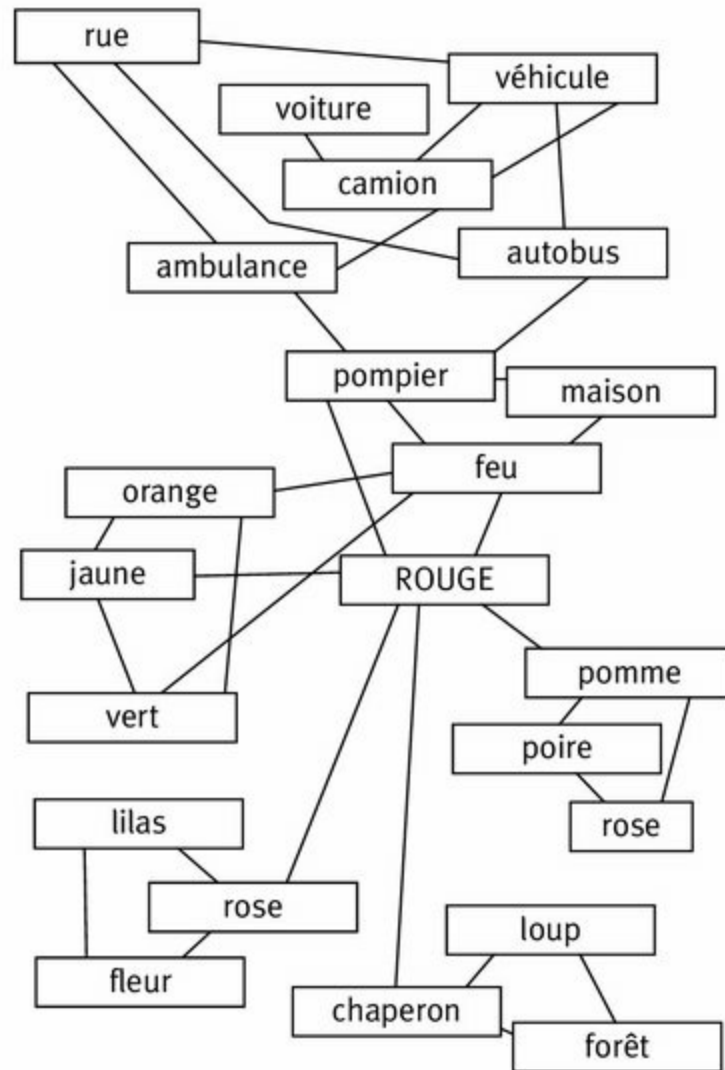 rue
véhicule
voiture
camion
ambulance
autobus
pompier
maison
feu
orange
jaune
ROUGE
vert
pomme
poire
rose
lilas
rose
fleur
loup
chaperon
forêt